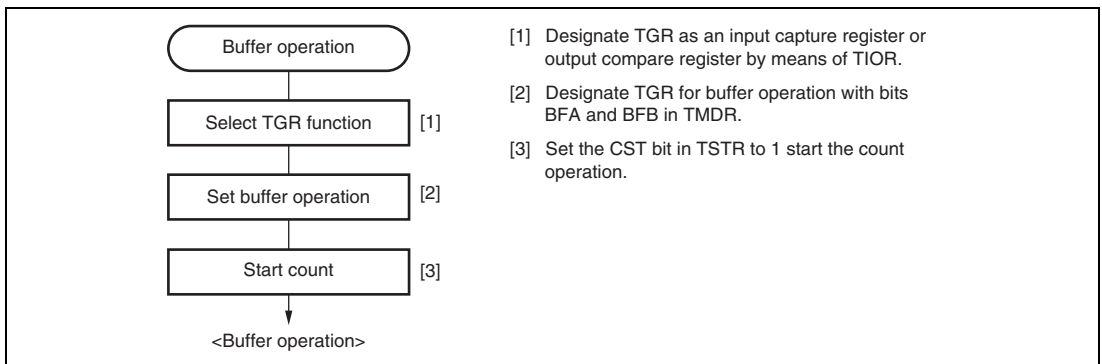 Buffer operation
Select TGR function [1]
Set buffer operation [2]
Start count [3]
<Buffer operation>
[1] Designate TGR as an input capture register or
output compare register by means of TIOR.
[2] Designate TGR for buffer operation with bits
BFA and BFB in TMDR.
[3] Set the CST bit in TSTR to 1 start the count
operation.